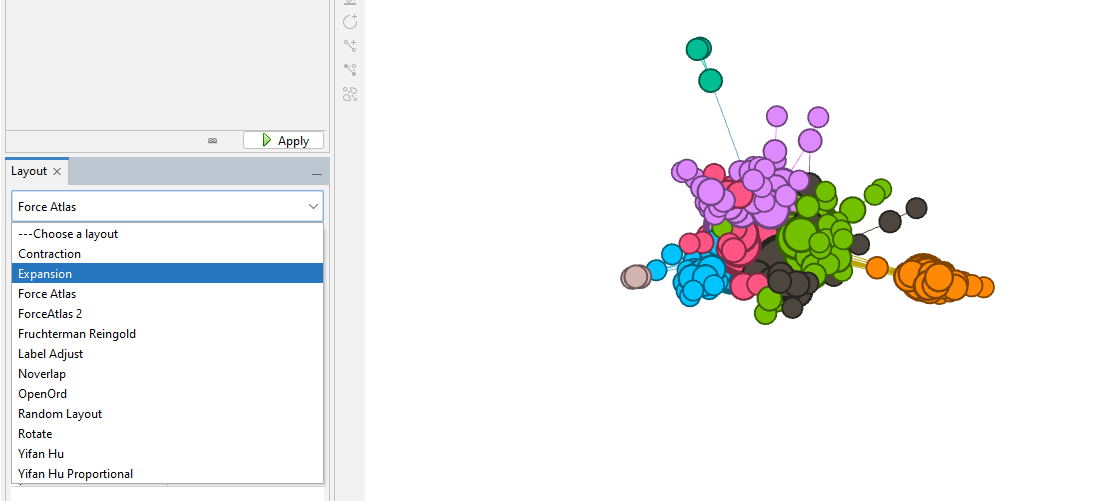 Apply
Layout
Force Atlas
---Choose a layout
Contraction
Expansion
Force Atlas
ForceAtlas 2
Fruchterman Reingold
Label Adjust
Noverlap
OpenOrd
Random Layout
Rotate
Yifan Hu
Yifan Hu Proportional